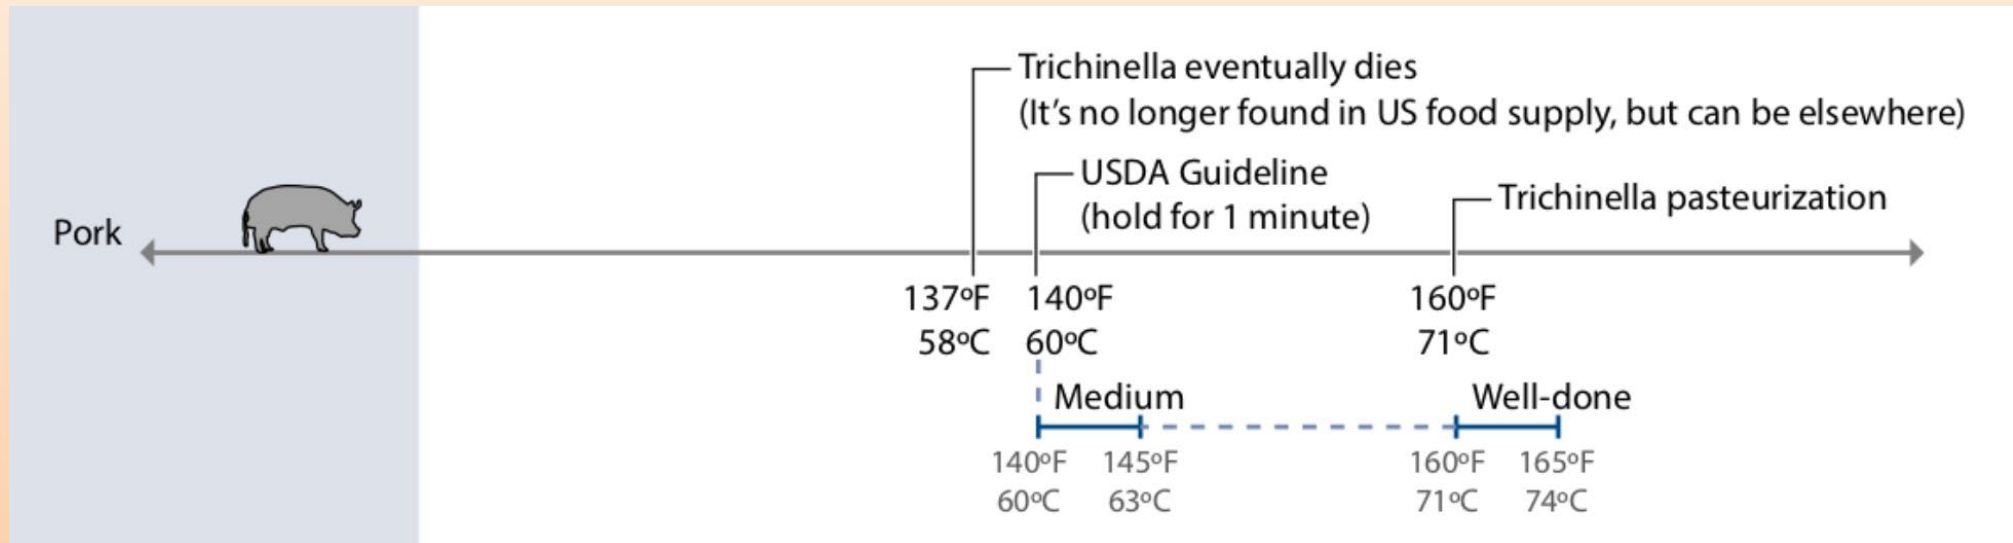 Trichinella eventually dies
(It's no longer found in US food supply, but can be elsewhere)
USDA Guideline
(hold for 1 minute)
Trichinella pasteurization
Pork
137ºF 140ºF 160ºF
58ºC 60ºC 71ºC
Medium Well-done
140ºF 145ºF 160ºF 165ºF
60ºC 63ºC 71ºC 74ºC